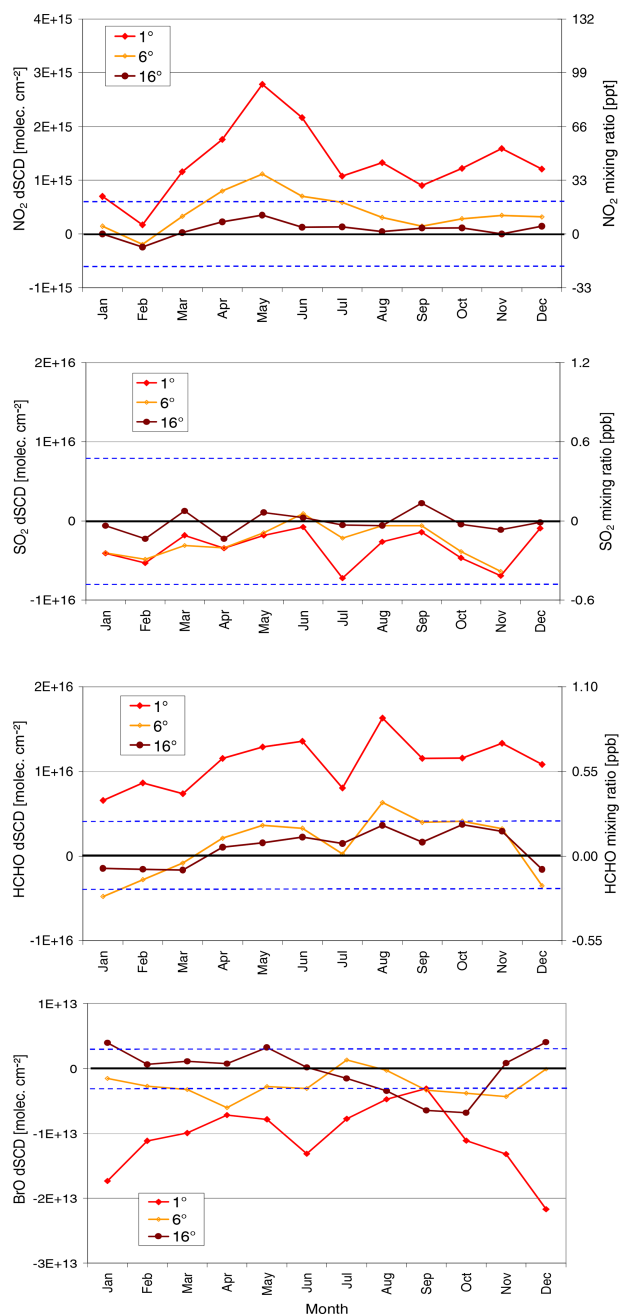 5E+15
132
1°
6°
16°
4E+15
99
3E+15
2E+15
66
1E+15
33
0
0
-1E+15
-33
NO₂ dSCD [molec. cm⁻²]
NO₂ mixing ratio [ppt]
Jan
Feb
Mar
Apr
May
Jun
Jul
Aug
Sep
Oct
Nov
Dec
2E+16
1.2
1°
6°
16°
1E+16
0.6
0
0
-1E+16
-0.6
SO₂ dSCD [molec. cm⁻²]
SO₂ mixing ratio [ppb]
Jan
Feb
Mar
Apr
May
Jun
Jul
Aug
Sep
Oct
Nov
Dec
2E+16
1.10
1°
6°
16°
1E+16
0.55
0
0.00
-1E+16
-0.55
HCHO dSCD [molec. cm⁻²]
HCHO mixing ratio [ppb]
Jan
Feb
Mar
Apr
May
Jun
Jul
Aug
Sep
Oct
Nov
Dec
1E+13
0
-1E+13
-2E+13
-3E+13
BrO dSCD [molec. cm⁻²]
1°
6°
16°
Jan
Feb
Mar
Apr
May
Jun
Jul
Aug
Sep
Oct
Nov
Dec
Month